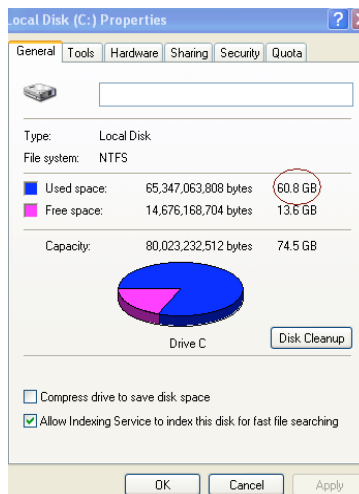 Local Disk (C:) Properties
General Tools Hardware Sharing Security Quota
Type: Local Disk
File system: NTFS
Used space: 65,347,063,808 bytes 60.8 GB
Free space: 14,676,168,704 bytes 13.6 GB
Capacity: 80,023,232,512 bytes 74.5 GB
Drive C
Disk Cleanup
Compress drive to save disk space
Allow Indexing Service to index this disk for fast file searching
OK Cancel Apply